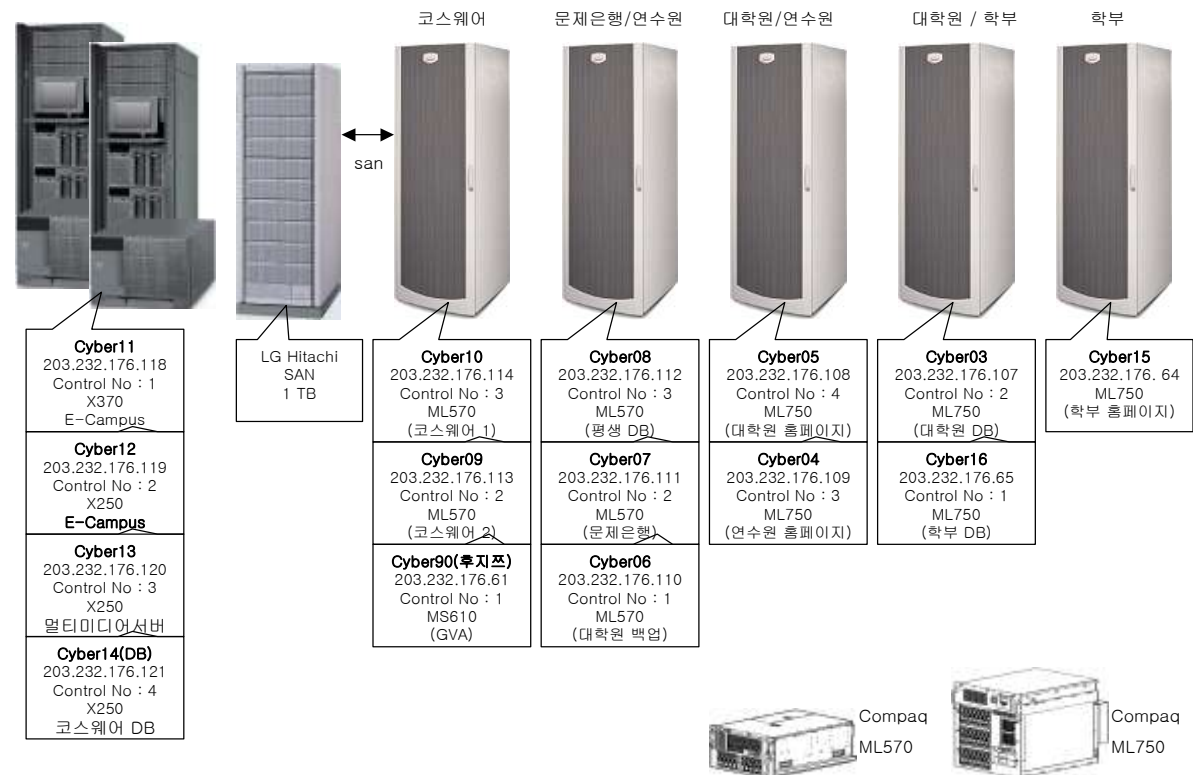 코스웨어
문제은행/연수원
대학원/연수원
대학원 / 학부
학부
san
Cyber11
203.232.176.118
Control No : 1
X370
E-Campus
Cyber12
203.232.176.119
Control No : 2
X250
E-Campus
Cyber13
203.232.176.120
Control No : 3
X250
멀티미디어서버
Cyber14(DB)
203.232.176.121
Control No : 4
X250
코스웨어 DB
LG Hitachi
SAN
1 TB
Cyber10
203.232.176.114
Control No : 3
ML570
(코스웨어 1)
Cyber09
203.232.176.113
Control No : 2
ML570
(코스웨어 2)
Cyber90(후지쯔)
203.232.176.61
Control No : 1
MS610
(GVA)
Cyber08
203.232.176.112
Control No : 3
ML570
(평생 DB)
Cyber07
203.232.176.111
Control No : 2
ML570
(문제은행)
Cyber06
203.232.176.110
Control No : 1
ML570
(대학원 백업)
Cyber05
203.232.176.108
Control No : 4
ML750
(대학원 홈페이지)
Cyber04
203.232.176.109
Control No : 3
ML750
(연수원 홈페이지)
Cyber03
203.232.176.107
Control No : 2
ML750
(대학원 DB)
Cyber16
203.232.176.65
Control No : 1
ML750
(학부 DB)
Cyber15
203.232.176. 64
ML750
(학부 홈페이지)
Compaq
ML570
Compaq
ML750